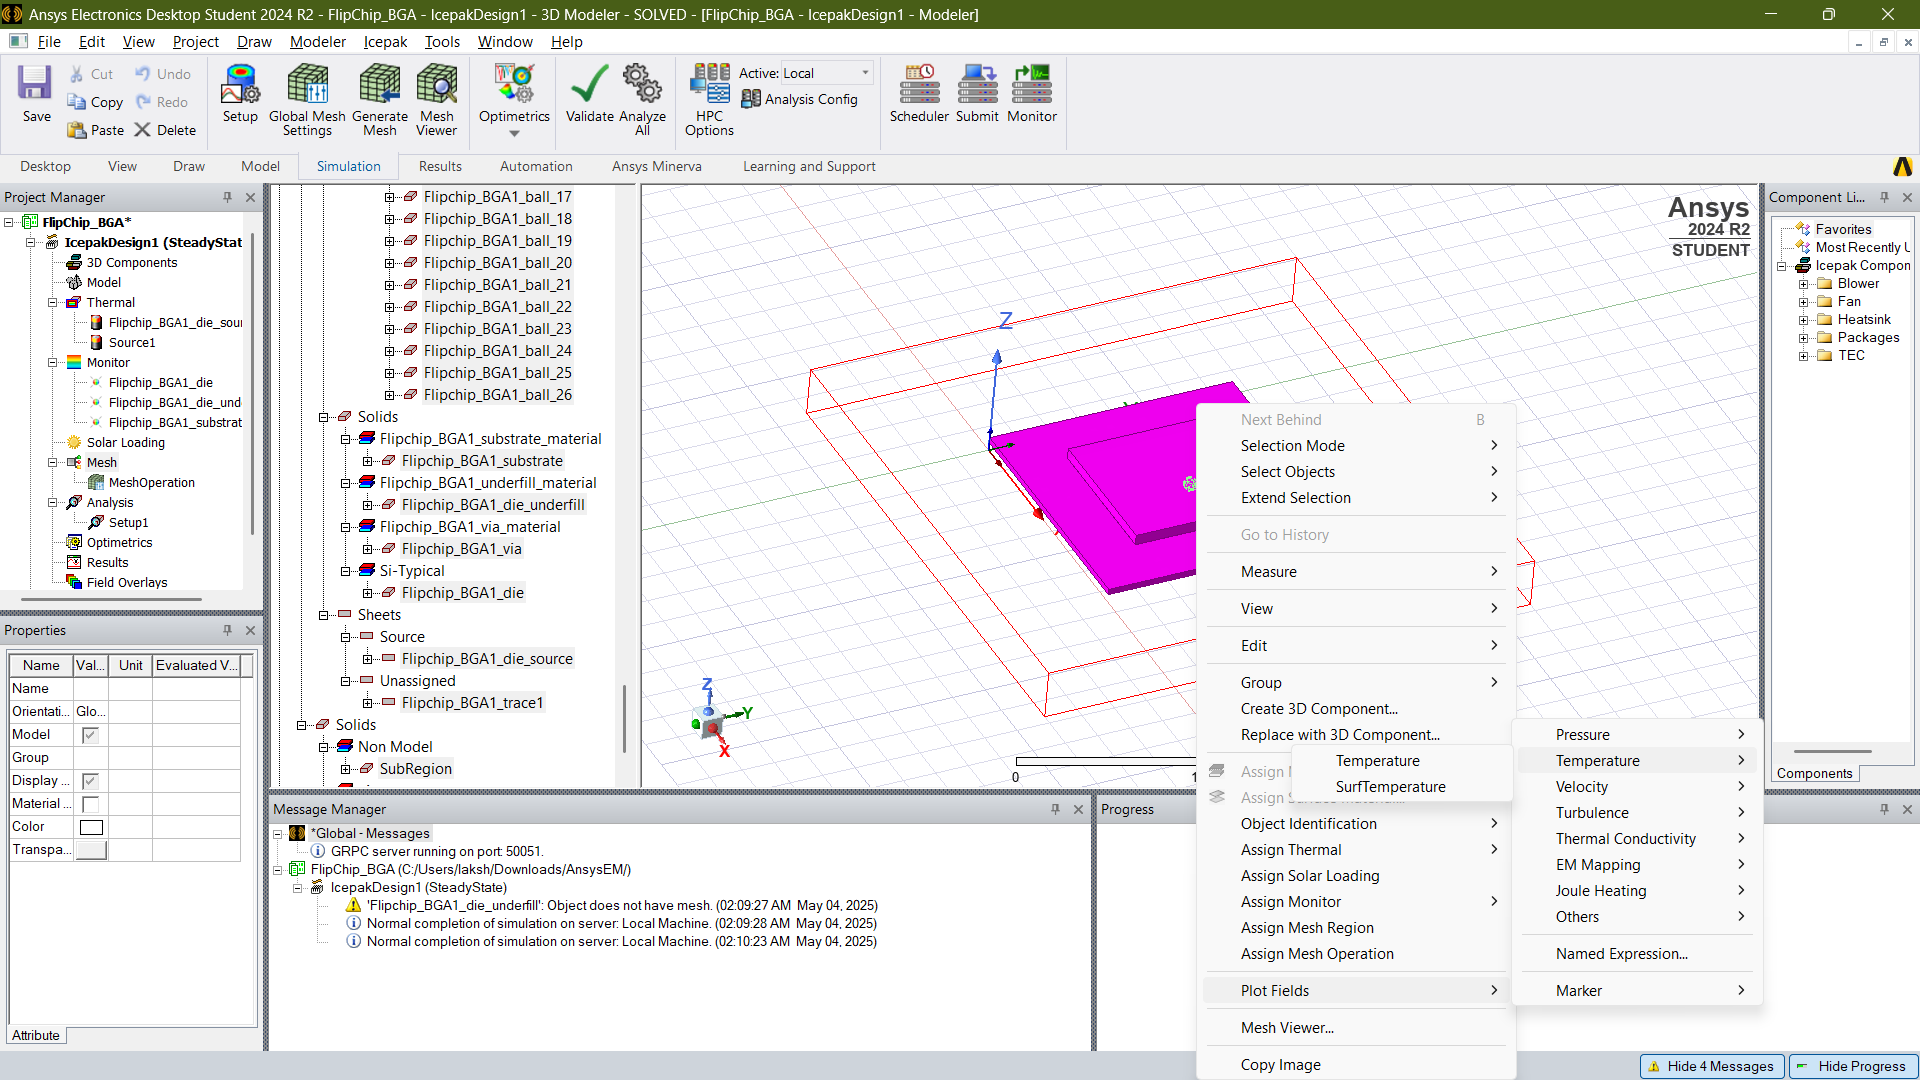 Ansys Electronics Desktop Student 2024 R2 - FlipChip_BGA - IcepakDesign1 - 3D Modeler - SOLVED - [FlipChip_BGA - IcepakDesign1 - Modeler]
File Edit View Project Draw Modeler Icepak Tools Window Help
Save
Cut
Copy
Paste
Undo
Redo
Delete
Setup
Global Mesh
Settings
Generate
Mesh
Mesh
Viewer
Optimetrics
Validate
Analyze
All
HPC
Options
Active: Local
Analysis Config
Scheduler
Submit
Monitor
Desktop View Draw Model Simulation Results Automation Ansys Minerva Learning and Support
Project Manager
FlipChip_BGA*
IcepakDesign1 (SteadyStat
3D Components
Model
Thermal
Flipchip_BGA1_die_sour
Source1
Monitor
Flipchip_BGA1_die
Flipchip_BGA1_die_und
Flipchip_BGA1_substrat
Solar Loading
Mesh
MeshOperation
Analysis
Setup1
Optimetrics
Results
Field Overlays
Properties
Name Val... Unit Evaluated V...
Name
Orientati... Glo...
Model
Group
Display ...
Material ...
Color
Transpa...
Attribute
Flipchip_BGA1_ball_17
Flipchip_BGA1_ball_18
Flipchip_BGA1_ball_19
Flipchip_BGA1_ball_20
Flipchip_BGA1_ball_21
Flipchip_BGA1_ball_22
Flipchip_BGA1_ball_23
Flipchip_BGA1_ball_24
Flipchip_BGA1_ball_25
Flipchip_BGA1_ball_26
Solids
Flipchip_BGA1_substrate_material
Flipchip_BGA1_substrate
Flipchip_BGA1_underfill_material
Flipchip_BGA1_die_underfill
Flipchip_BGA1_via_material
Flipchip_BGA1_via
Si-Typical
Flipchip_BGA1_die
Sheets
Source
Flipchip_BGA1_die_source
Unassigned
Flipchip_BGA1_trace1
Solids
Non Model
SubRegion
Ansys
2024 R2
STUDENT
Z
Z
Y
X
0
1
Next Behind B
Selection Mode
Select Objects
Extend Selection
Go to History
Measure
View
Edit
Group
Create 3D Component...
Replace with 3D Component...
Assign
Assign
Object Identification
Assign Thermal
Assign Solar Loading
Assign Monitor
Assign Mesh Region
Assign Mesh Operation
Plot Fields
Mesh Viewer...
Copy Image
Temperature
SurfTemperature
Pressure
Temperature
Velocity
Turbulence
Thermal Conductivity
EM Mapping
Joule Heating
Others
Named Expression...
Marker
Component Li...
Favorites
Most Recently U
Icepak Compon
Blower
Fan
Heatsink
Packages
TEC
Components
Message Manager
*Global - Messages
GRPC server running on port: 50051.
FlipChip_BGA (C:/Users/laksh/Downloads/AnsysEM/)
IcepakDesign1 (SteadyState)
'Flipchip_BGA1_die_underfill': Object does not have mesh. (02:09:27 AM May 04, 2025)
Normal completion of simulation on server: Local Machine. (02:09:28 AM May 04, 2025)
Normal completion of simulation on server: Local Machine. (02:10:23 AM May 04, 2025)
Progress
Hide 4 Messages
Hide Progress